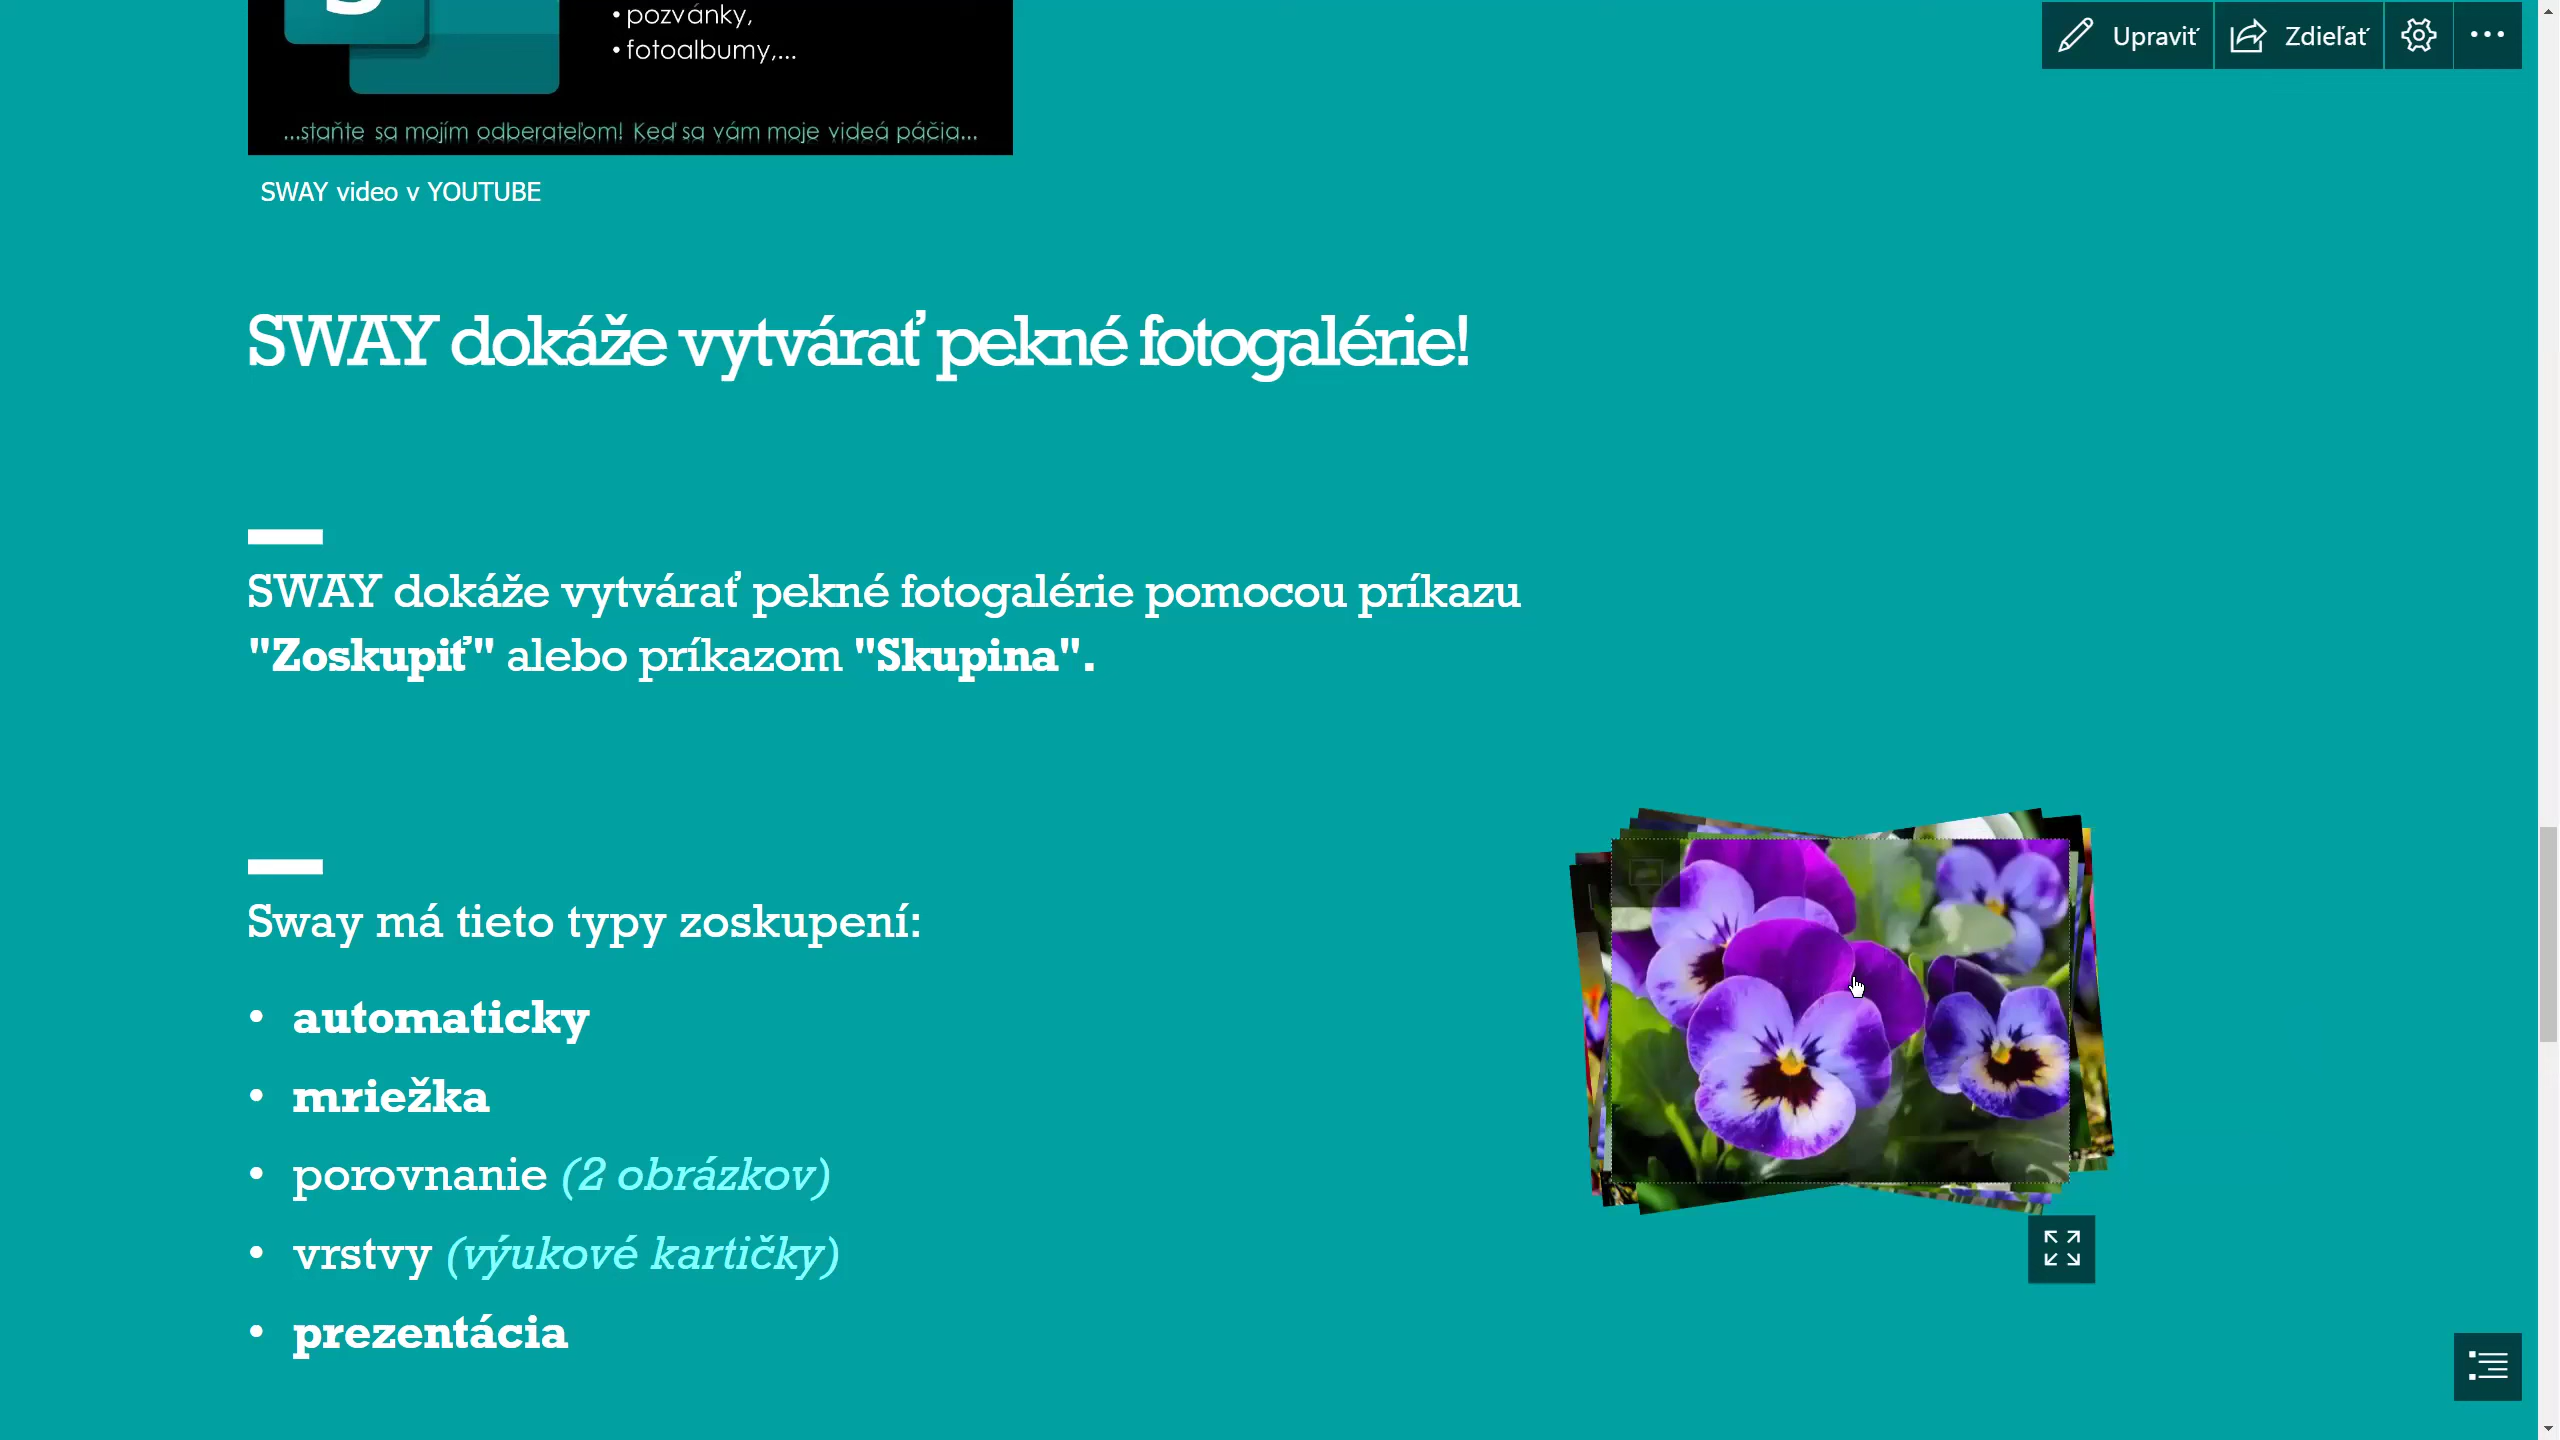 • pozvánky,
• fotoalbumy,...
Upraviť
Zdieľať
...staňte sa mojím odberateľom! Keď sa vám moje videá páčia...
SWAY video v YOUTUBE
SWAY dokáže vytvárať pekné fotogalérie!
SWAY dokáže vytvárať pekné fotogalérie pomocou príkazu
"Zoskupiť" alebo príkazom "Skupina".
Sway má tieto typy zoskupení:
• automaticky
• mriežka
• porovnanie (2 obrázkov)
• vrstvy (výukové kartičky)
• prezentácia